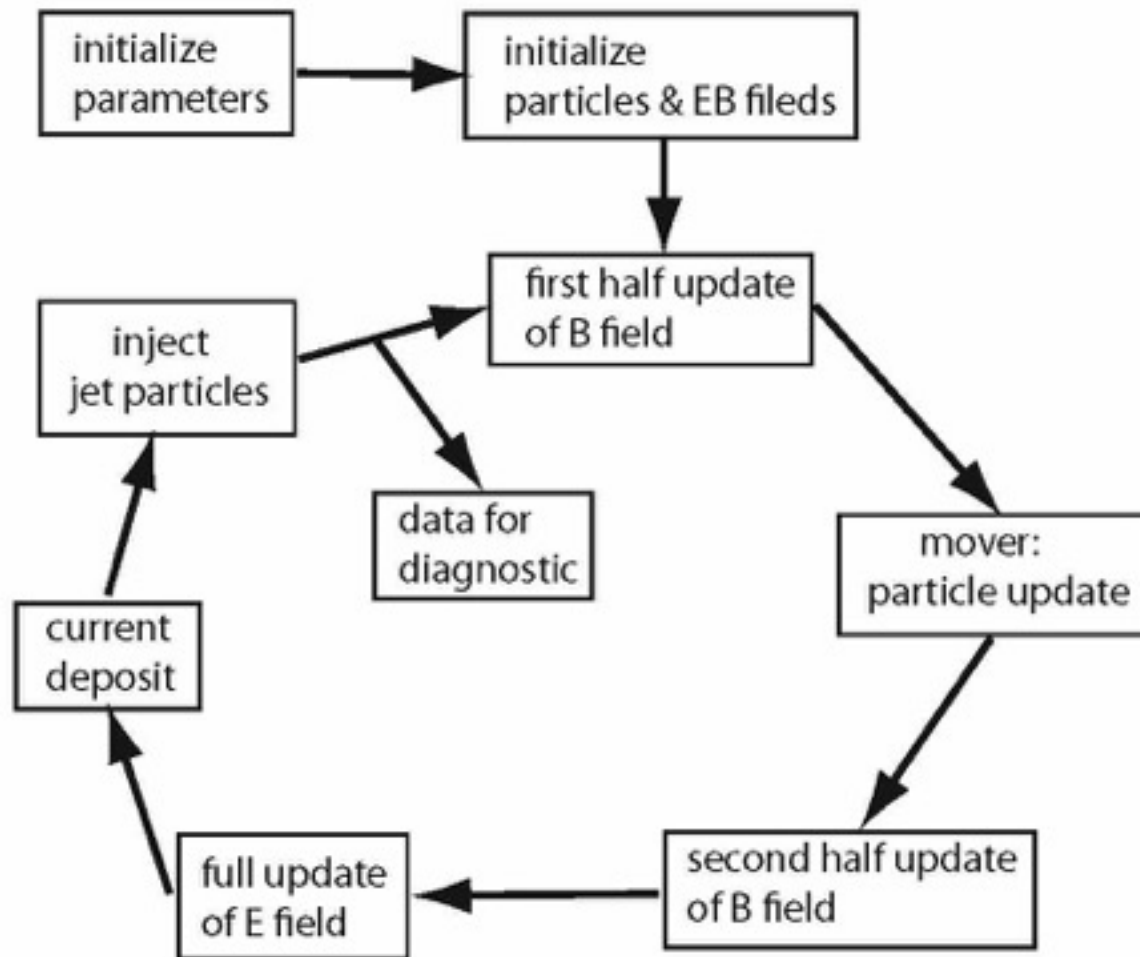 initialize
parameters
initialize
particles & EB fileds
first half update
of B field
inject
jet particles
data for
diagnostic
mover:
particle update
current
deposit
second half update
of B field
full update
of E field